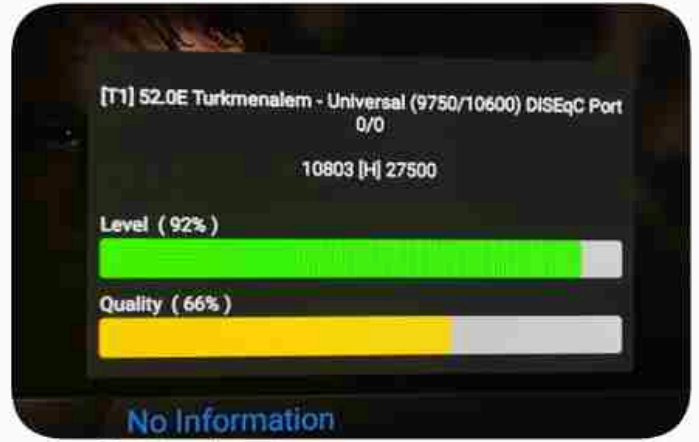 [T1] 52.0E Turkmenalem - Universal (9750/10600) DiSEqC Port
0/0
10803 [H] 27500
Level ( 92% )
Quality ( 66% )
No Information